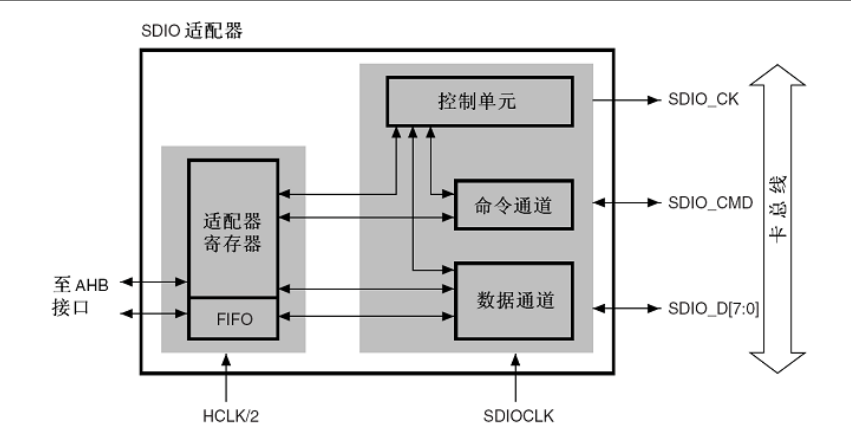 SDIO 适配器
控制单元
SDIO_CK
适配器
寄存器
命令通道
SDIO_CMD
卡总线
至 AHB
接口
数据通道
SDIO_D[7:0]
FIFO
HCLK/2
SDIOCLK